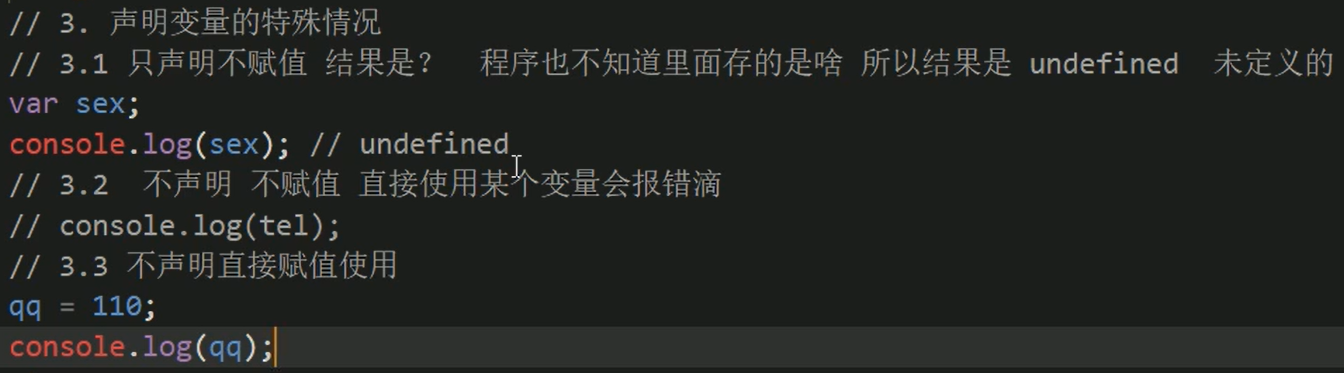 // 3. 声明变量的特殊情况
// 3.1 只声明不赋值 结果是?  程序也不知道里面存的是啥 所以结果是 undefined  未定义的
var sex;
console.log(sex); // undefined
// 3.2  不声明 不赋值 直接使用某个变量会报错滴
// console.log(tel);
// 3.3 不声明直接赋值使用
qq = 110;
console.log(qq);